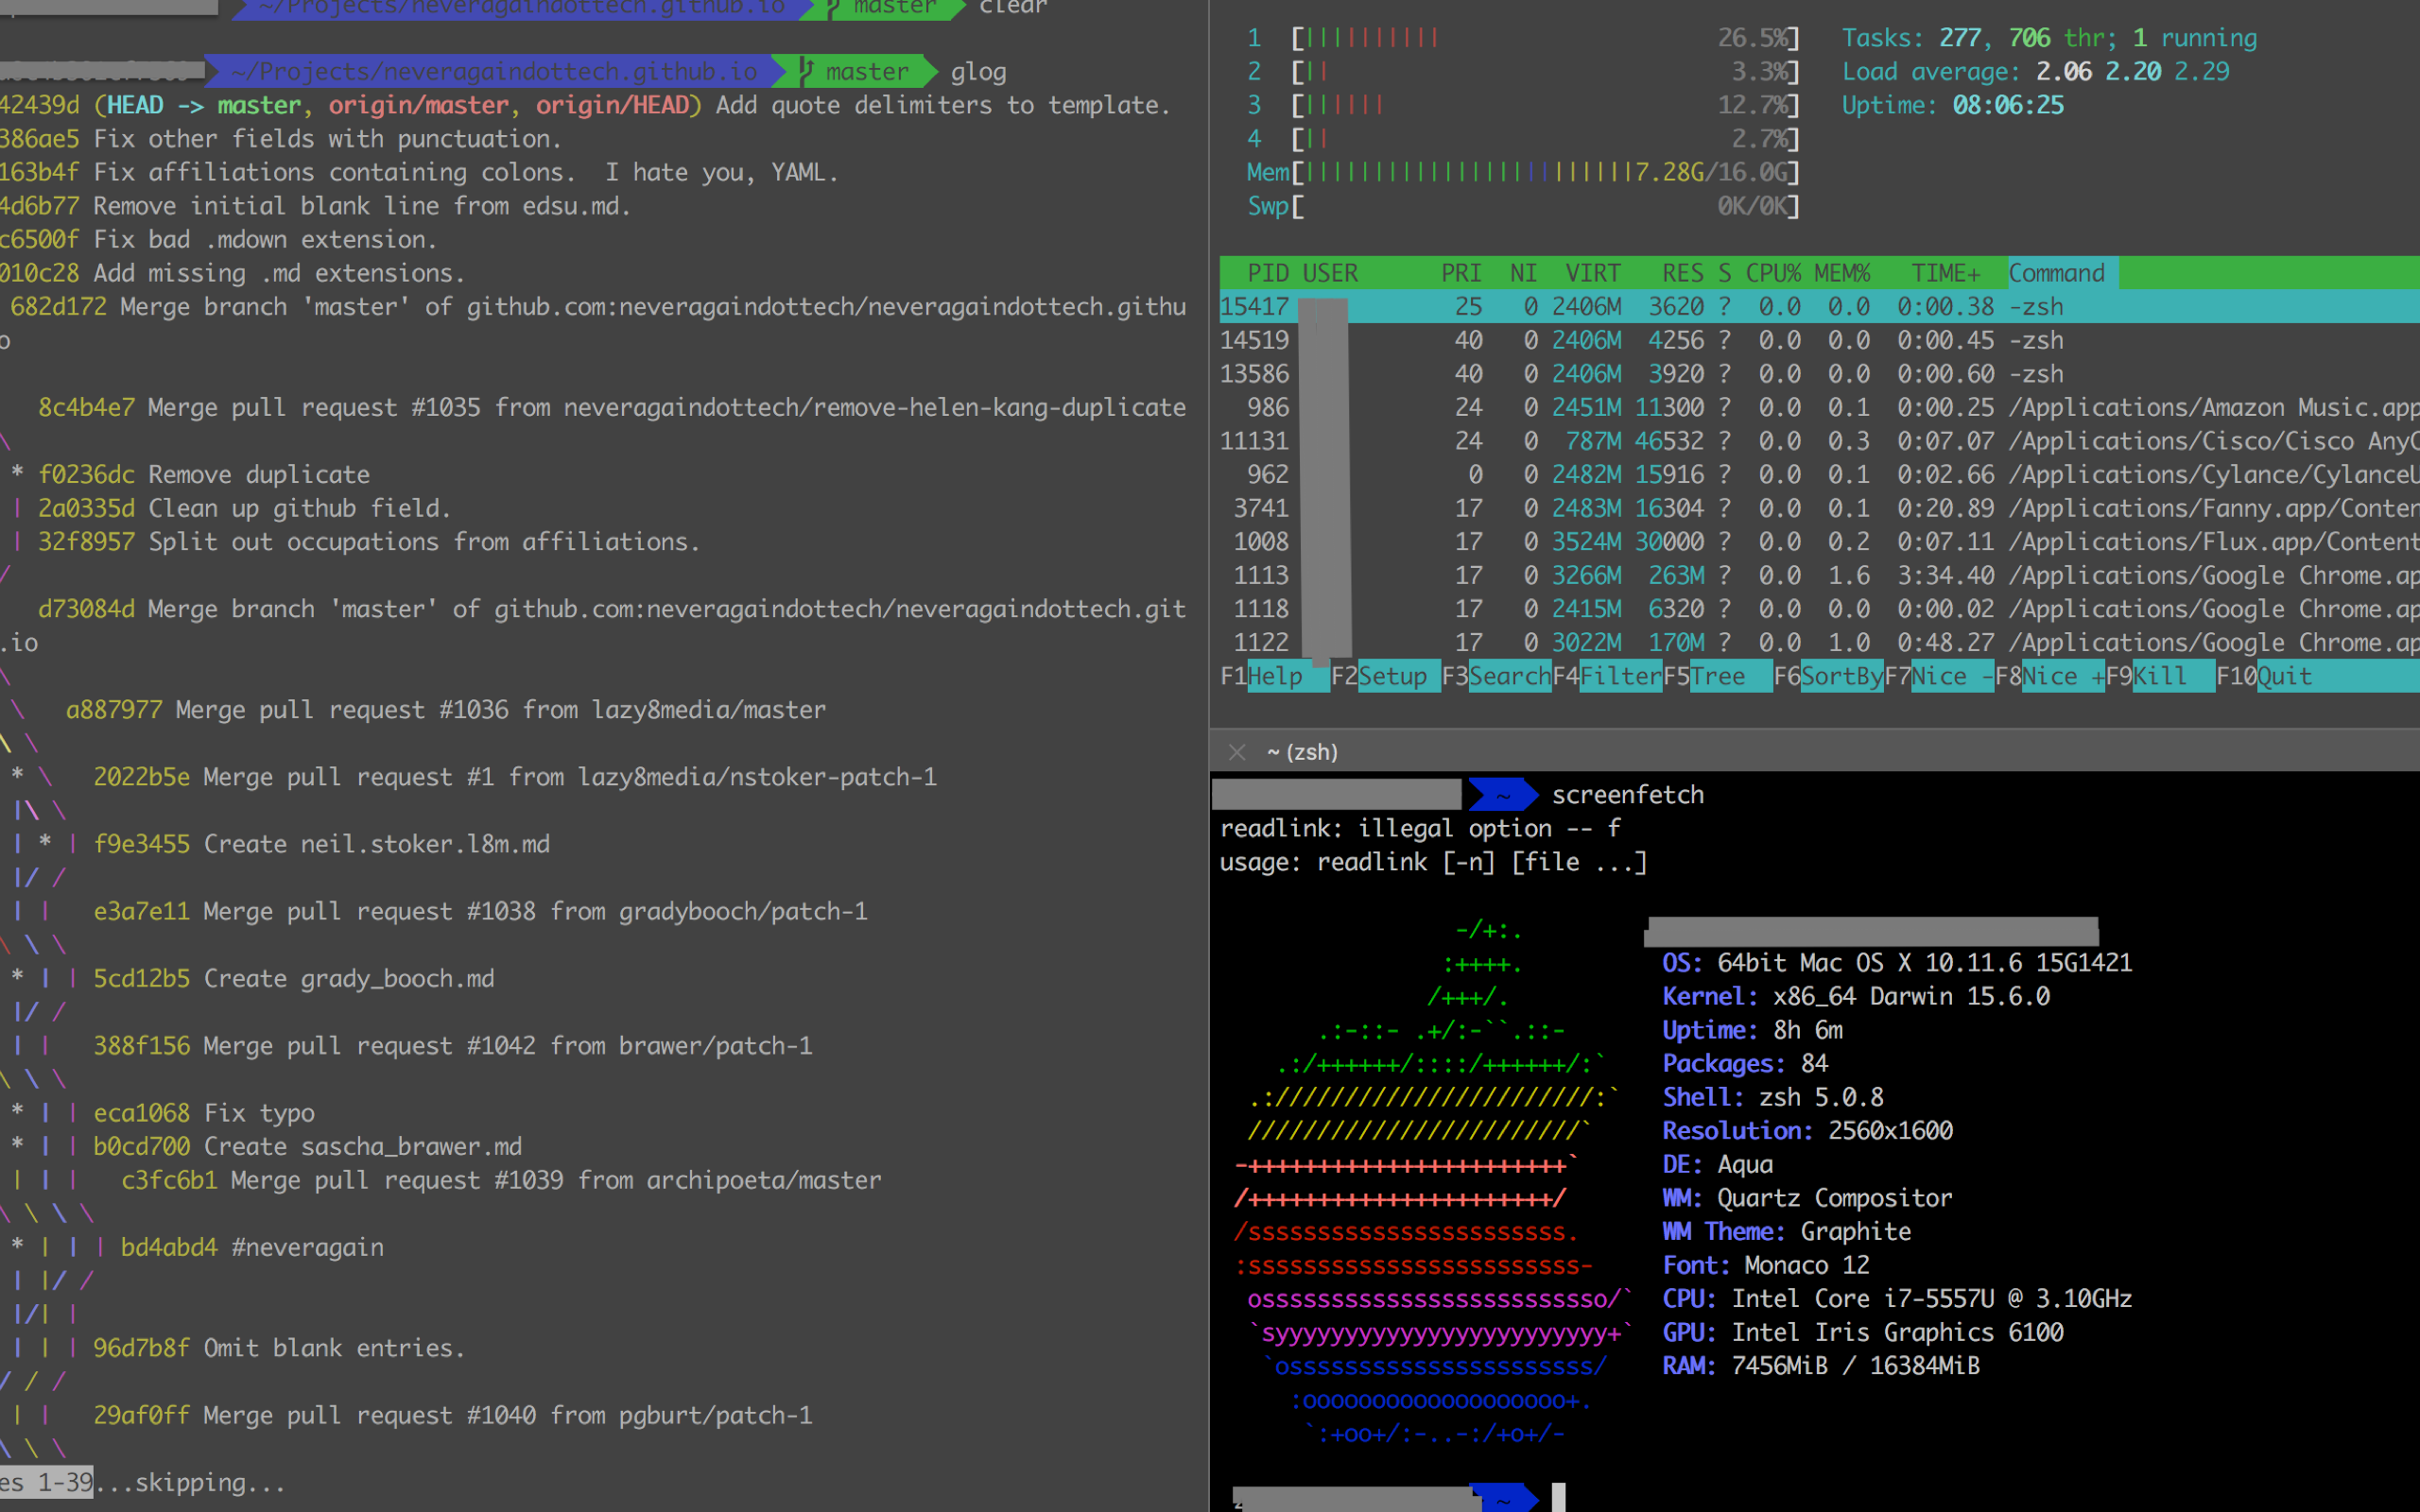 ~/Projects/neveragaindottech.github.io master clear
~/Projects/neveragaindottech.github.io master glog
42439d (HEAD -> master, origin/master, origin/HEAD) Add quote delimiters to template.
386ae5 Fix other fields with punctuation.
163b4f Fix affiliations containing colons.  I hate you, YAML.
4d6b77 Remove initial blank line from edsu.md.
c6500f Fix bad .mdown extension.
010c28 Add missing .md extensions.
682d172 Merge branch 'master' of github.com:neveragaindottech/neveragaindottech.githu
o
8c4b4e7 Merge pull request #1035 from neveragaindottech/remove-helen-kang-duplicate
\
* f0236dc Remove duplicate
| 2a0335d Clean up github field.
| 32f8957 Split out occupations from affiliations.
/
d73084d Merge branch 'master' of github.com:neveragaindottech/neveragaindottech.git
.io
\
\ a887977 Merge pull request #1036 from lazy8media/master
\ \
* \ 2022b5e Merge pull request #1 from lazy8media/nstoker-patch-1
|\ \
| * | f9e3455 Create neil.stoker.l8m.md
|/ /
| | e3a7e11 Merge pull request #1038 from gradybooch/patch-1
\ \ \
* | | 5cd12b5 Create grady_booch.md
|/ /
| | 388f156 Merge pull request #1042 from brawer/patch-1
\ \ \
* | | eca1068 Fix typo
* | | b0cd700 Create sascha_brawer.md
| | | c3fc6b1 Merge pull request #1039 from archipoeta/master
\ \ \ \
* | | | bd4abd4 #neveragain
| |/ /
|/| |
| | | 96d7b8f Omit blank entries.
/ / /
| | 29af0ff Merge pull request #1040 from pgburt/patch-1
\ \ \
es 1-39...skipping...
1 [||||||||||| 26.5%] Tasks: 277, 706 thr; 1 running
2 [|| 3.3%] Load average: 2.06 2.20 2.29
3 [|||||| 12.7%] Uptime: 08:06:25
4 [|| 2.7%]
Mem[||||||||||||||||||||||||7.28G/16.0G]
Swp[ 0K/0K]
PID USER PRI NI VIRT RES S CPU% MEM% TIME+ Command
15417 25 0 2406M 3620 ? 0.0 0.0 0:00.38 -zsh
14519 40 0 2406M 4256 ? 0.0 0.0 0:00.45 -zsh
13586 40 0 2406M 3920 ? 0.0 0.0 0:00.60 -zsh
986 24 0 2451M 11300 ? 0.0 0.1 0:00.25 /Applications/Amazon Music.app
11131 24 0 787M 46532 ? 0.0 0.3 0:07.07 /Applications/Cisco/Cisco AnyC
962 0 0 2482M 15916 ? 0.0 0.1 0:02.66 /Applications/Cylance/CylanceU
3741 17 0 2483M 16304 ? 0.0 0.1 0:20.89 /Applications/Fanny.app/Conten
1008 17 0 3524M 30000 ? 0.0 0.2 0:07.11 /Applications/Flux.app/Content
1113 17 0 3266M 263M ? 0.0 1.6 3:34.40 /Applications/Google Chrome.ap
1118 17 0 2415M 6320 ? 0.0 0.0 0:00.02 /Applications/Google Chrome.ap
1122 17 0 3022M 170M ? 0.0 1.0 0:48.27 /Applications/Google Chrome.ap
F1Help F2Setup F3SearchF4FilterF5Tree F6SortByF7Nice -F8Nice +F9Kill F10Quit
~ (zsh)
~ screenfetch
readlink: illegal option -- f
usage: readlink [-n] [file ...]
-/+:.
:++++.
/+++/.
.:-::- .+/:-``.::-
.:/++++++/::::/++++++/:`
.:///////////////////////:`
////////////////////////`
-+++++++++++++++++++++++`
/++++++++++++++++++++++/
/sssssssssssssssssssssss.
:ssssssssssssssssssssssss-
osssssssssssssssssssssssso/`
`syyyyyyyyyyyyyyyyyyyyyyyy+`
`ossssssssssssssssssssss/
:ooooooooooooooooooo+.
`:+oo+/:-..-:/+o+/-
OS: 64bit Mac OS X 10.11.6 15G1421
Kernel: x86_64 Darwin 15.6.0
Uptime: 8h 6m
Packages: 84
Shell: zsh 5.0.8
Resolution: 2560x1600
DE: Aqua
WM: Quartz Compositor
WM Theme: Graphite
Font: Monaco 12
CPU: Intel Core i7-5557U @ 3.10GHz
GPU: Intel Iris Graphics 6100
RAM: 7456MiB / 16384MiB
~